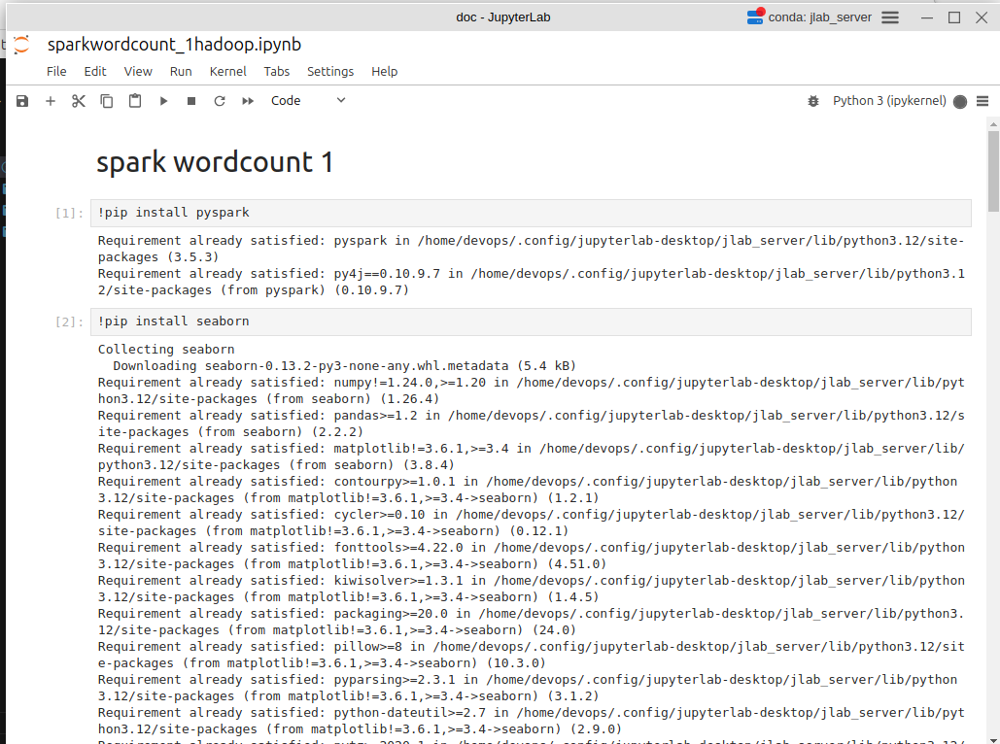 doc - JupyterLab
conda: jlab_server
sparkwordcount_1hadoop.ipynb
File Edit View Run Kernel Tabs Settings Help
Code
Python 3 (ipykernel)
spark wordcount 1
[1]: !pip install pyspark
Requirement already satisfied: pyspark in /home/devops/.config/jupyterlab-desktop/jlab_server/lib/python3.12/site-
packages (3.5.3)
Requirement already satisfied: py4j==0.10.9.7 in /home/devops/.config/jupyterlab-desktop/jlab_server/lib/python3.1
2/site-packages (from pyspark) (0.10.9.7)
[2]: !pip install seaborn
Collecting seaborn
Downloading seaborn-0.13.2-py3-none-any.whl.metadata (5.4 kB)
Requirement already satisfied: numpy!=1.24.0,>=1.20 in /home/devops/.config/jupyterlab-desktop/jlab_server/lib/pyt
hon3.12/site-packages (from seaborn) (1.26.4)
Requirement already satisfied: pandas>=1.2 in /home/devops/.config/jupyterlab-desktop/jlab_server/lib/python3.12/s
ite-packages (from seaborn) (2.2.2)
Requirement already satisfied: matplotlib!=3.6.1,>=3.4 in /home/devops/.config/jupyterlab-desktop/jlab_server/lib/
python3.12/site-packages (from seaborn) (3.8.4)
Requirement already satisfied: contourpy>=1.0.1 in /home/devops/.config/jupyterlab-desktop/jlab_server/lib/python
3.12/site-packages (from matplotlib!=3.6.1,>=3.4->seaborn) (1.2.1)
Requirement already satisfied: cycler>=0.10 in /home/devops/.config/jupyterlab-desktop/jlab_server/lib/python3.12/
site-packages (from matplotlib!=3.6.1,>=3.4->seaborn) (0.12.1)
Requirement already satisfied: fonttools>=4.22.0 in /home/devops/.config/jupyterlab-desktop/jlab_server/lib/python
3.12/site-packages (from matplotlib!=3.6.1,>=3.4->seaborn) (4.51.0)
Requirement already satisfied: kiwisolver>=1.3.1 in /home/devops/.config/jupyterlab-desktop/jlab_server/lib/python
3.12/site-packages (from matplotlib!=3.6.1,>=3.4->seaborn) (1.4.5)
Requirement already satisfied: packaging>=20.0 in /home/devops/.config/jupyterlab-desktop/jlab_server/lib/python3.
12/site-packages (from matplotlib!=3.6.1,>=3.4->seaborn) (24.0)
Requirement already satisfied: pillow>=8 in /home/devops/.config/jupyterlab-desktop/jlab_server/lib/python3.12/sit
e-packages (from matplotlib!=3.6.1,>=3.4->seaborn) (10.3.0)
Requirement already satisfied: pyparsing>=2.3.1 in /home/devops/.config/jupyterlab-desktop/jlab_server/lib/python
3.12/site-packages (from matplotlib!=3.6.1,>=3.4->seaborn) (3.1.2)
Requirement already satisfied: python-dateutil>=2.7 in /home/devops/.config/jupyterlab-desktop/jlab_server/lib/pyt
hon3.12/site-packages (from matplotlib!=3.6.1,>=3.4->seaborn) (2.9.0)